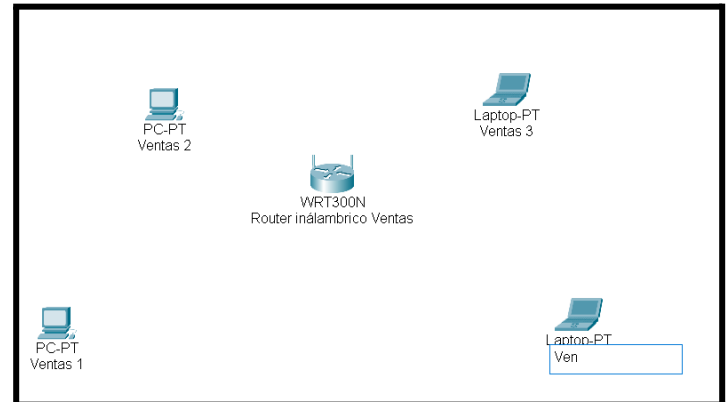 PC-PT
Ventas 2
Laptop-PT
Ventas 3
WRT300N
Router inálambrico Ventas
PC-PT
Ventas 1
Laptop-PT
Ven